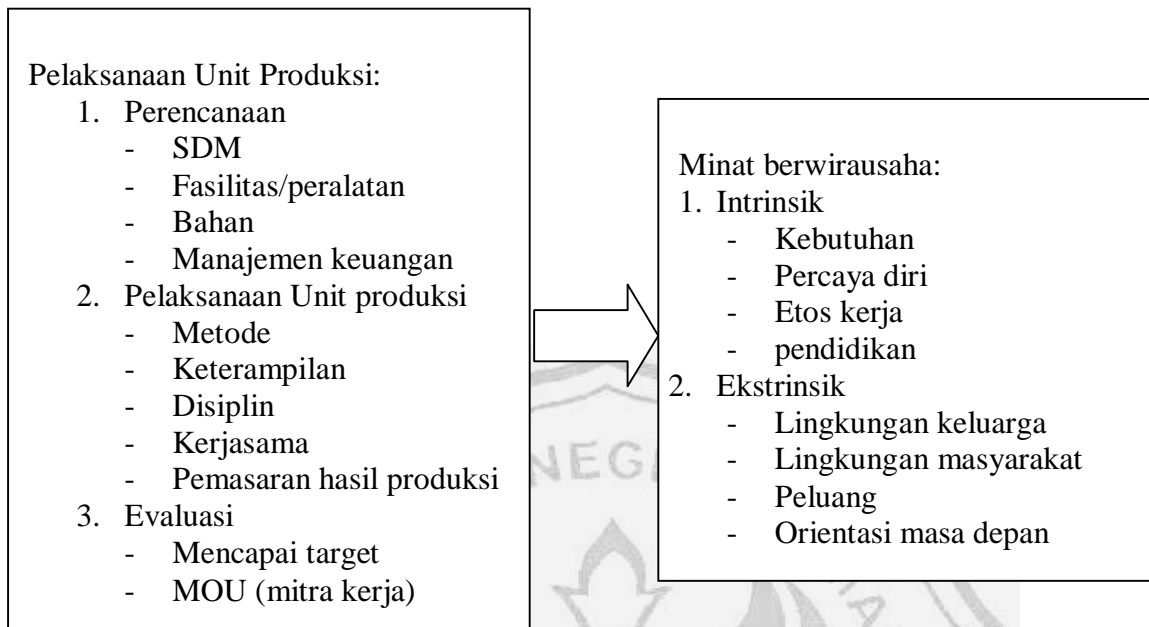 Pelaksanaan Unit Produksi:
1. Perencanaan
- SDM
- Fasilitas/peralatan
- Bahan
- Manajemen keuangan
2. Pelaksanaan Unit produksi
- Metode
- Keterampilan
- Disiplin
- Kerjasama
- Pemasaran hasil produksi
3. Evaluasi
- Mencapai target
- MOU (mitra kerja)
Minat berwirausaha:
1. Intrinsik
- Kebutuhan
- Percaya diri
- Etos kerja
- pendidikan
2. Ekstrinsik
- Lingkungan keluarga
- Lingkungan masyarakat
- Peluang
- Orientasi masa depan